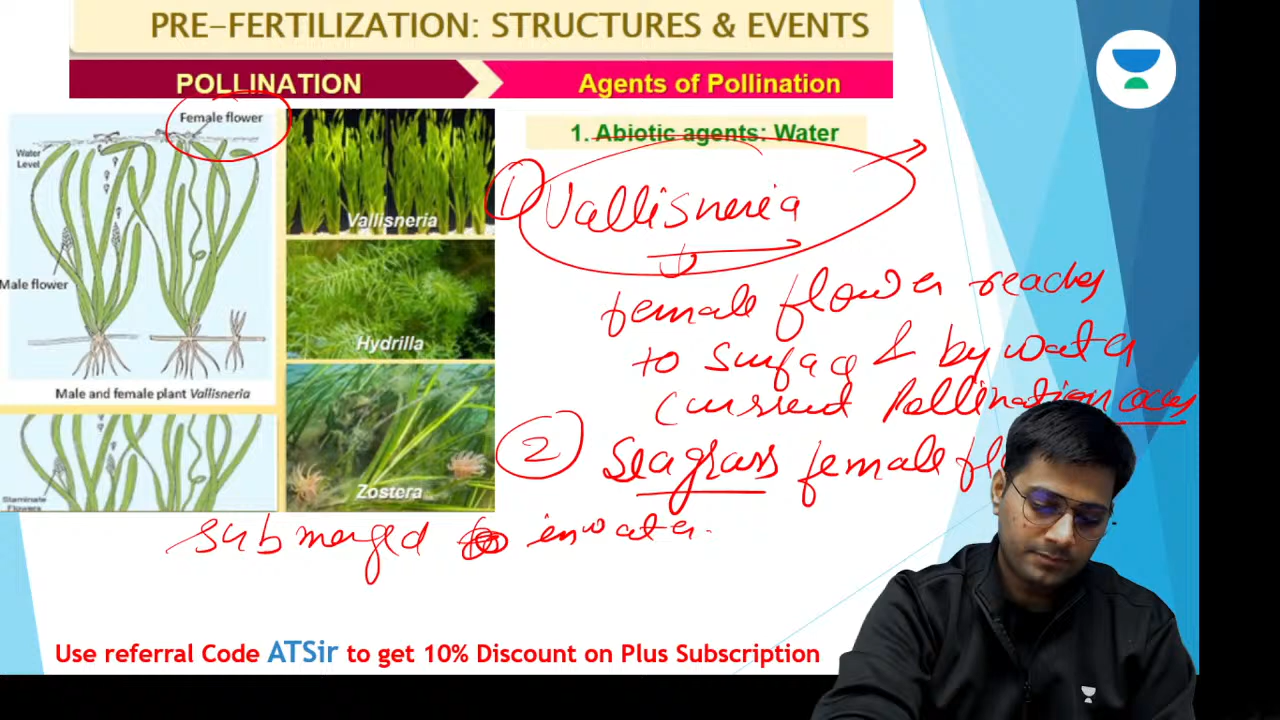 PRE-FERTILIZATION: STRUCTURES & EVENTS
POLLINATION
Agents of Pollination
Female flower
Water
Level
Male flower
Male and female plant Vallisneria
Staminate
Flowers
Vallisneria
Hydrilla
Zostera
1. Abiotic agents: Water
1) Vallisneria
female flower reaches
to surface & by water
current Pollination occurs
2 Seagrass female
submerged in water.
Use referral Code ATSir to get 10% Discount on Plus Subscription